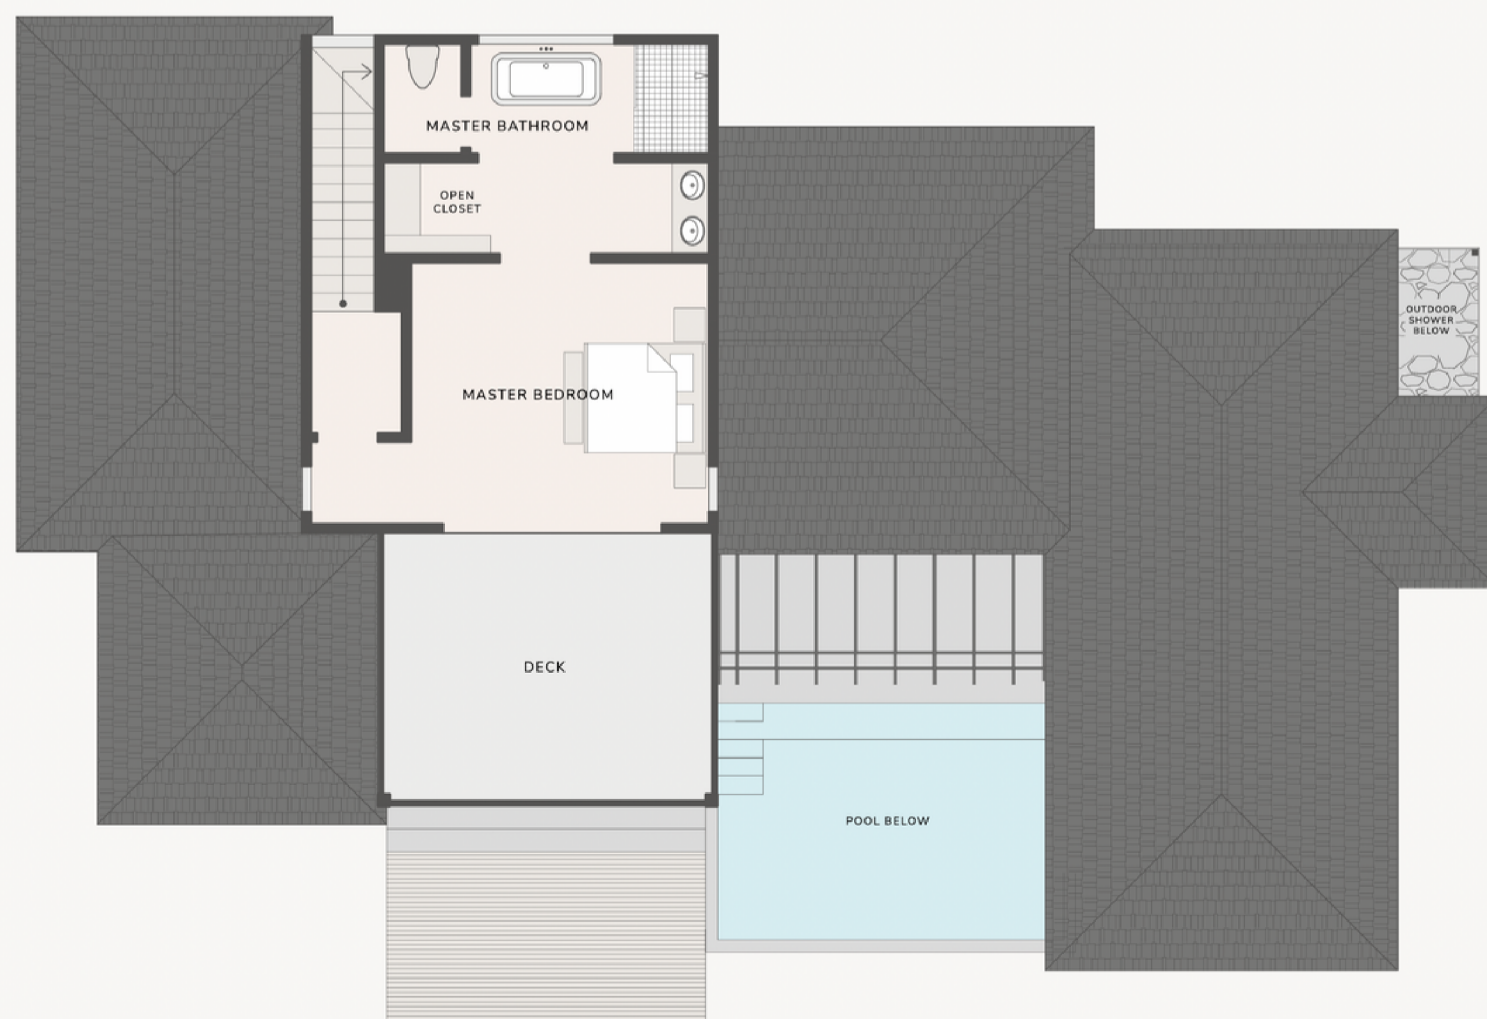 MASTER BATHROOM
OPEN
CLOSET
OUTDOOR
SHOWER
BELOW
MASTER BEDROOM
DECK
POOL BELOW